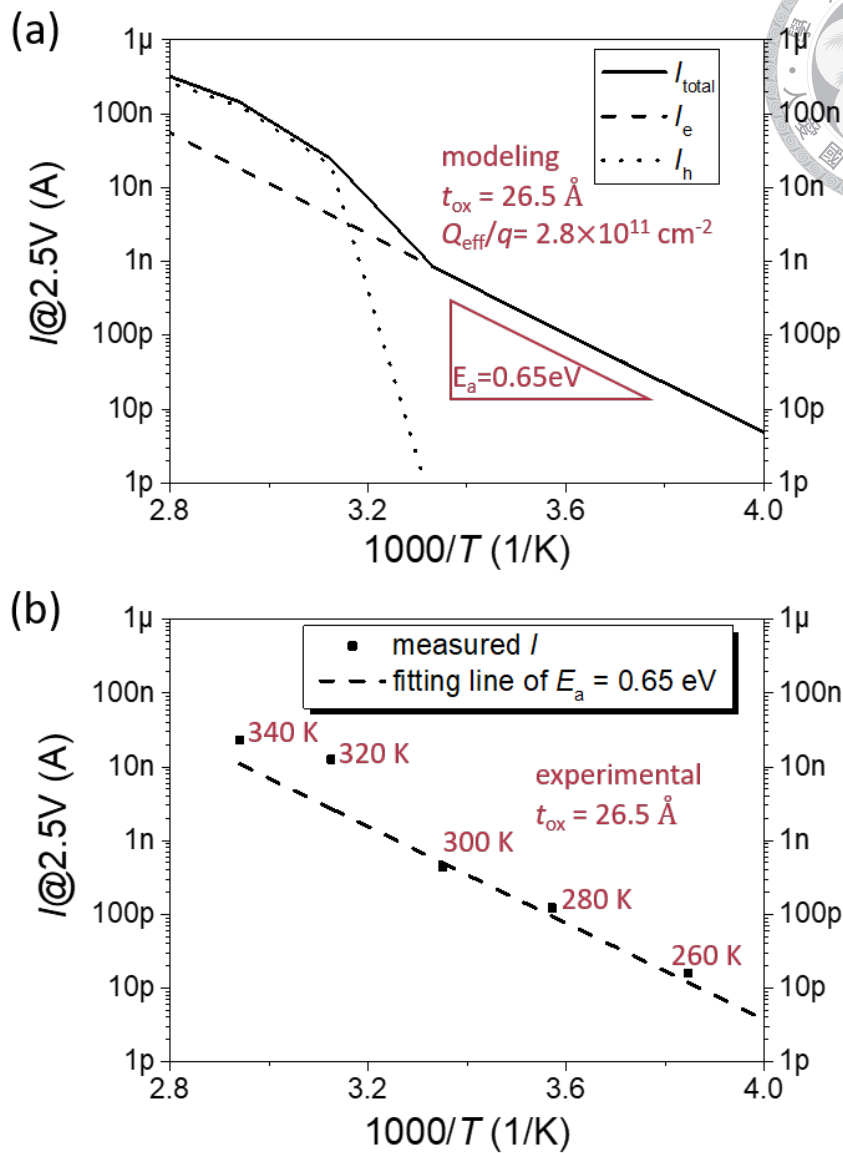 (a)
1μ
100n
10n
1n
100p
10p
1p
1μ
100n
10n
1n
100p
10p
1p
I@2.5V (A)
I_total
I_e
I_h
modeling
t_ox = 26.5 Å
Q_eff/q= 2.8×10^11 cm^-2
E_a=0.65eV
2.8 3.2 3.6 4.0
1000/T (1/K)
(b)
1μ
100n
10n
1n
100p
10p
1p
1μ
100n
10n
1n
100p
10p
1p
I@2.5V (A)
measured I
fitting line of E_a = 0.65 eV
340 K
320 K
experimental
t_ox = 26.5 Å
300 K
280 K
260 K
2.8 3.2 3.6 4.0
1000/T (1/K)